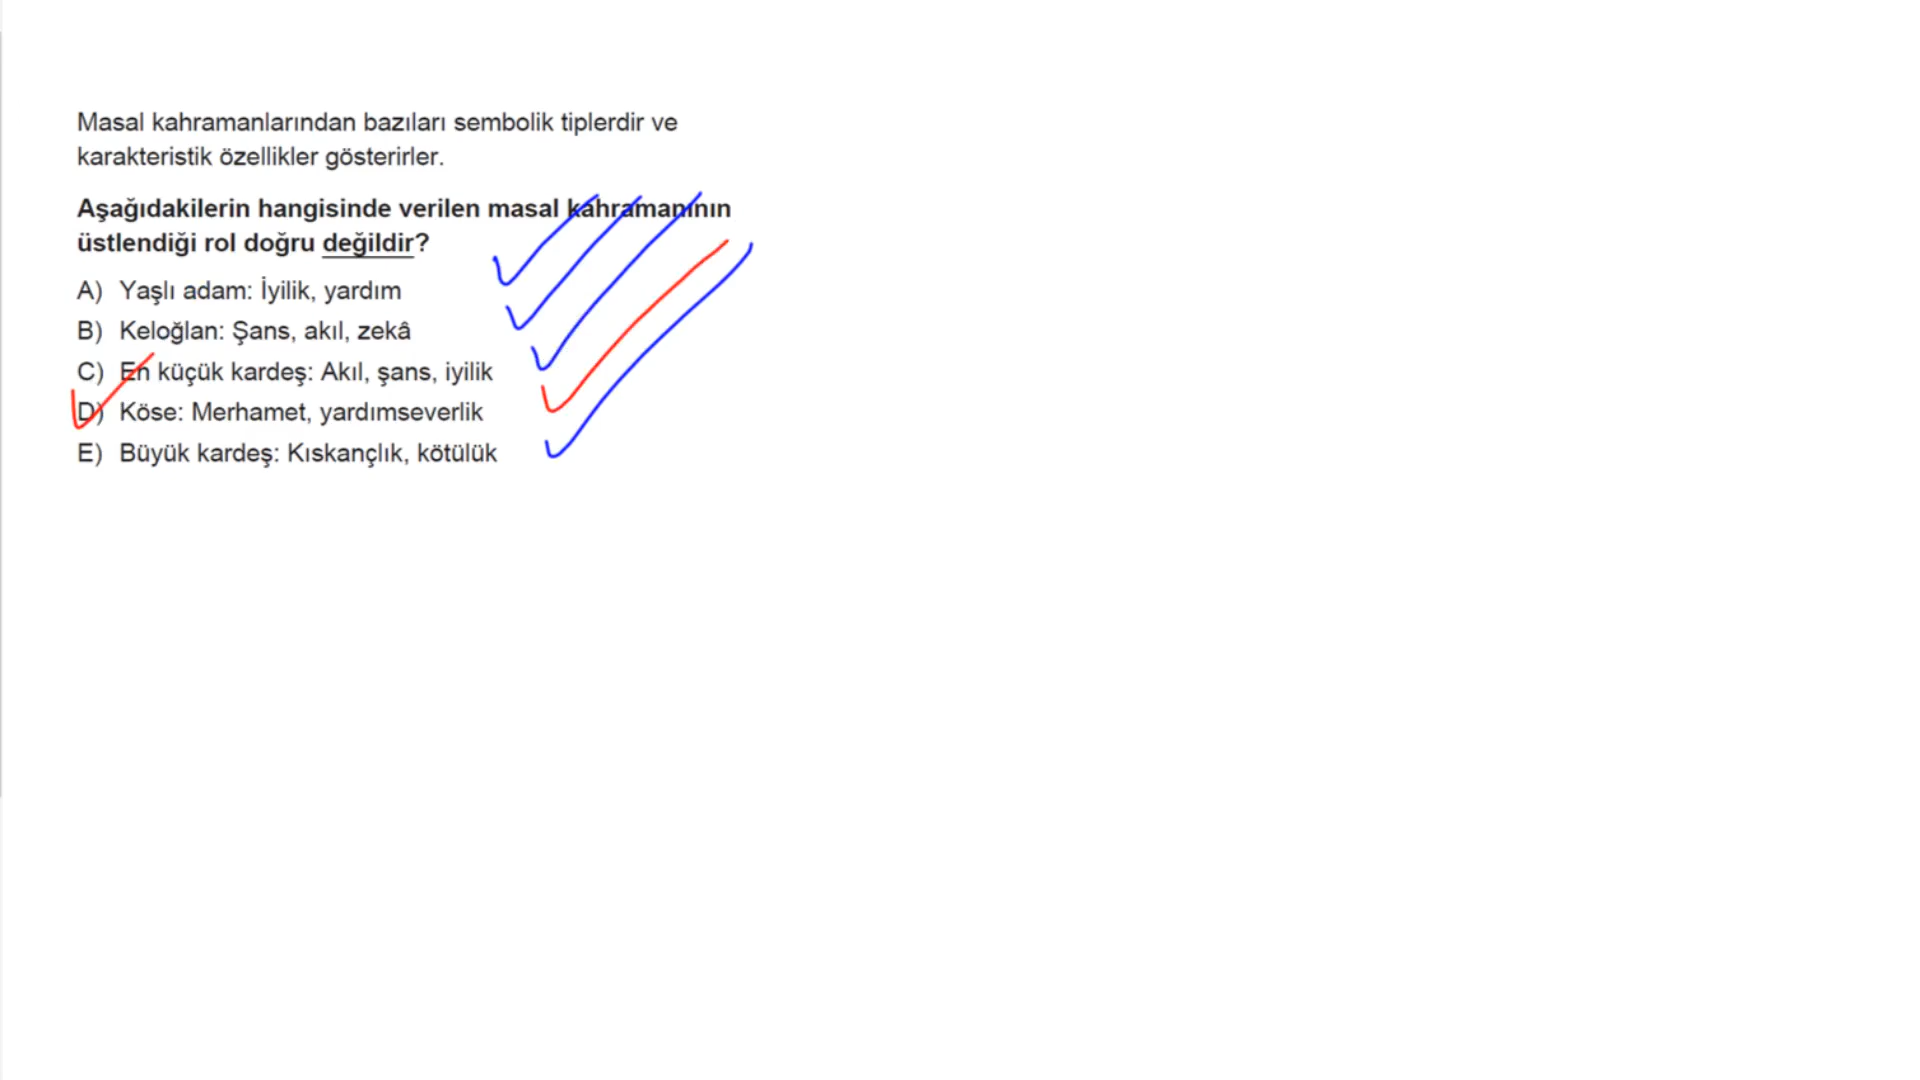 Masal kahramanlarından bazıları sembolik tiplerdir ve
karakteristik özellikler gösterirler.
Aşağıdakilerin hangisinde verilen masal kahramanının
üstlendiği rol doğru değildir?
A) Yaşlı adam: İyilik, yardım
B) Keloğlan: Şans, akıl, zekâ
C) En küçük kardeş: Akıl, şans, iyilik
D) Köse: Merhamet, yardımseverlik
E) Büyük kardeş: Kıskançlık, kötülük